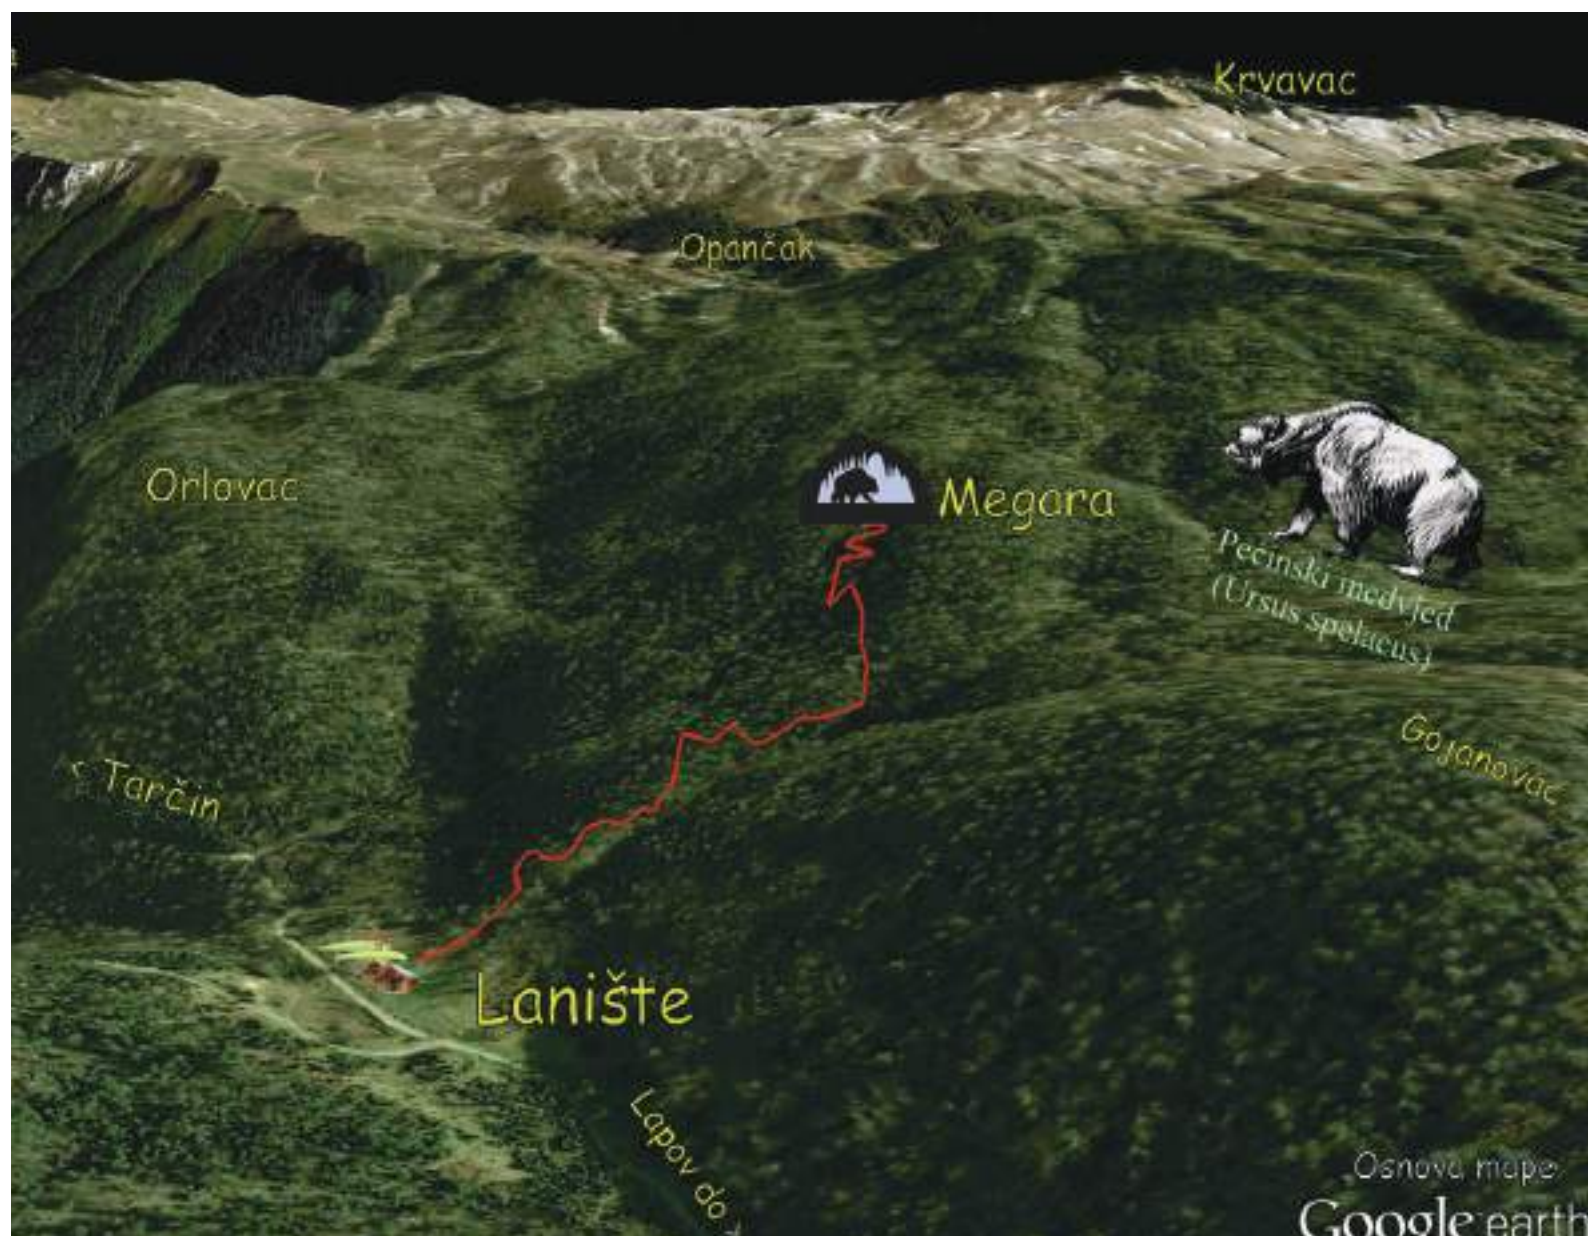 Krvavac
Opančak
Orlovac
Megara
Pećinski medvjed
(Ursus spelaeus)
Gojanovac
< Tarčin
Lanište
Lapov do
Osnova mape
Google earth